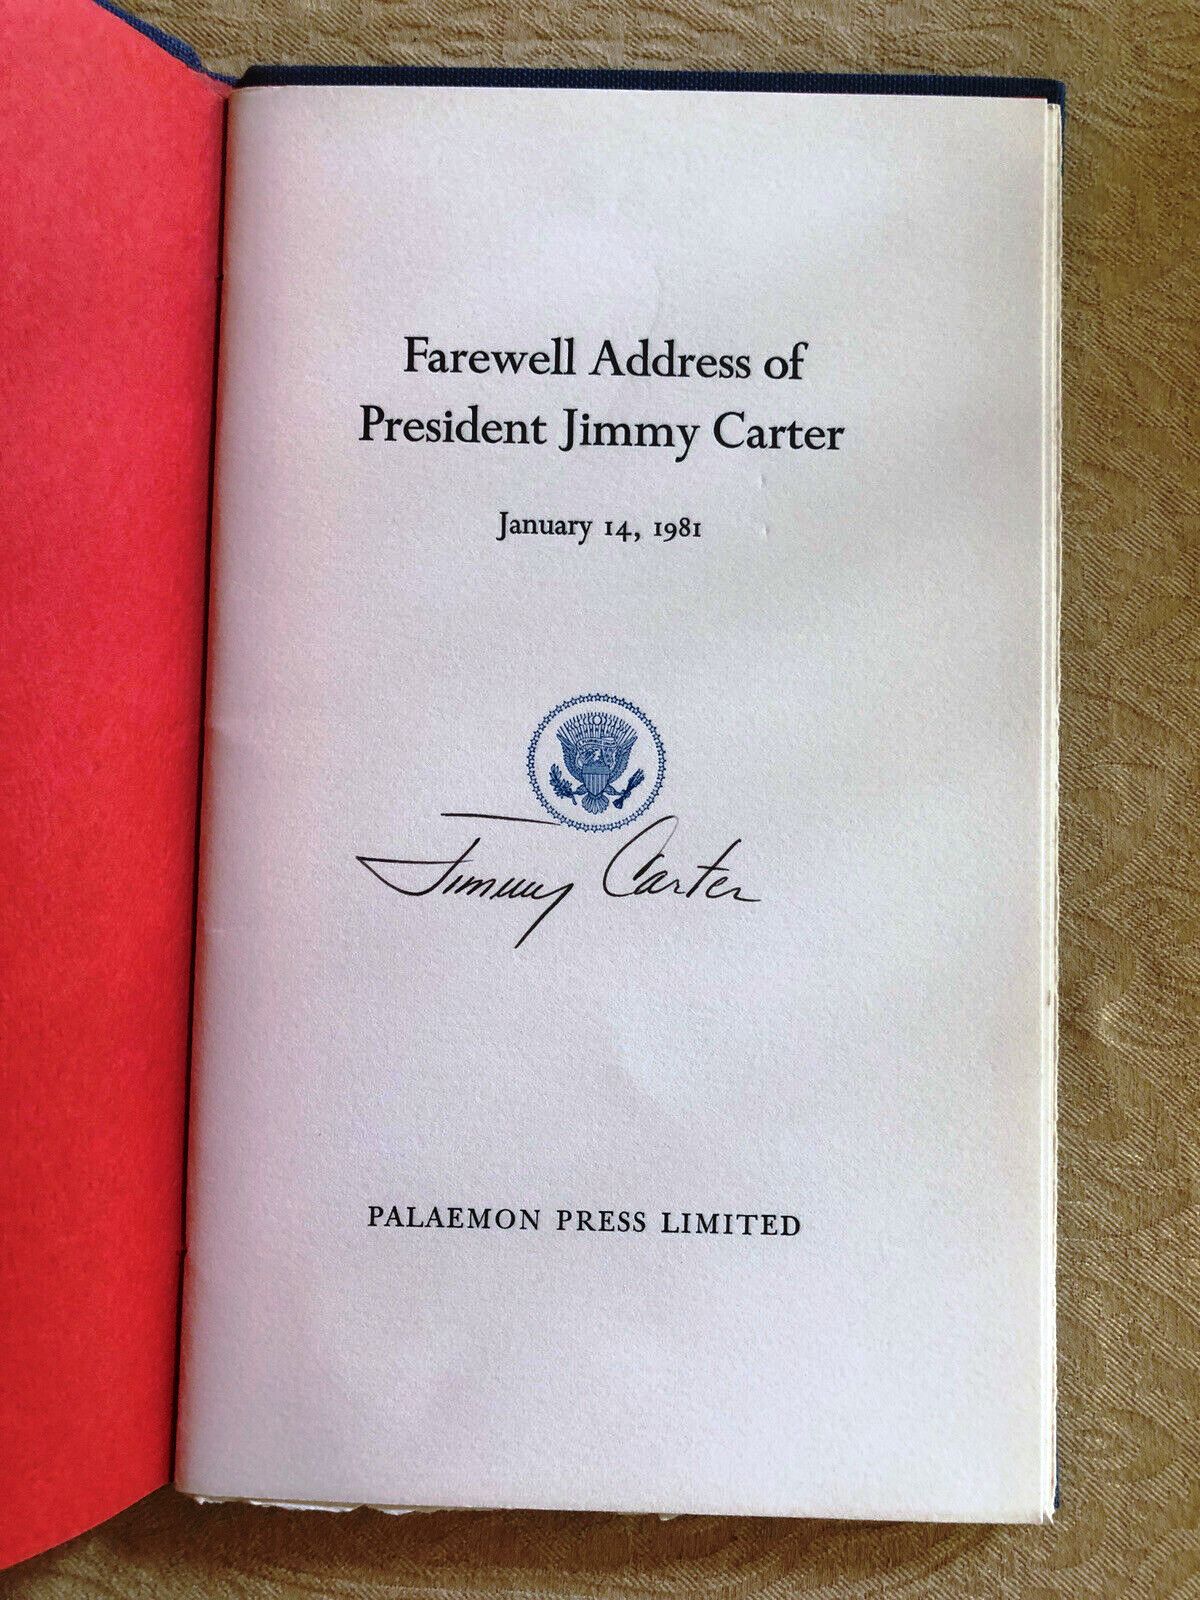 Farewell Address of
President Jimmy Carter
January 14, 1981
Jimmy Carter
PALAEMON PRESS LIMITED